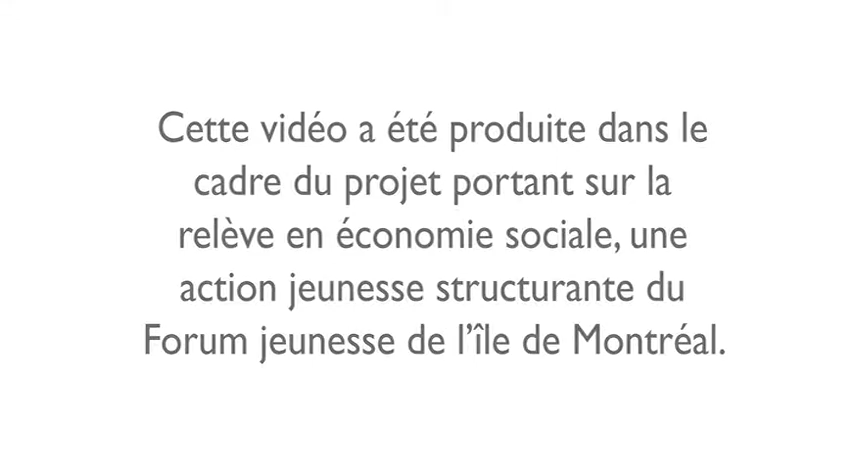 Cette vidéo a été produite dans le
cadre du projet portant sur la
relève en économie sociale, une
action jeunesse structurante du
Forum jeunesse de l’île de Montréal.